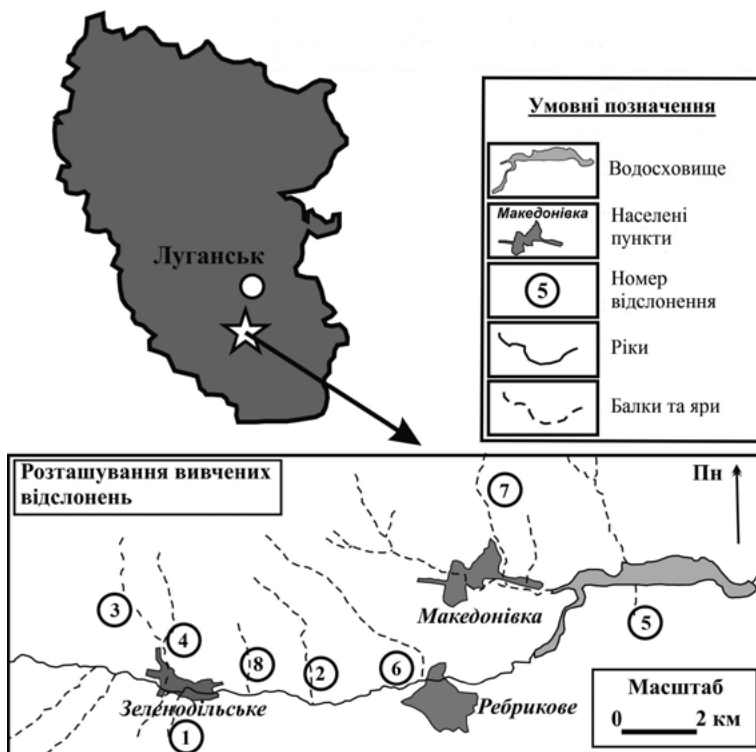 Луганськ
Умовні позначення
Водосховище
Македонівка
Населені
пункти
5
Номер
відслонення
Ріки
Балки та яри
Розташування вивчених
відслонень
Пн
7
3
4
Македонівка
5
8
2
6
Зеленодільське
Ребрикове
1
Масштаб
0 2 км